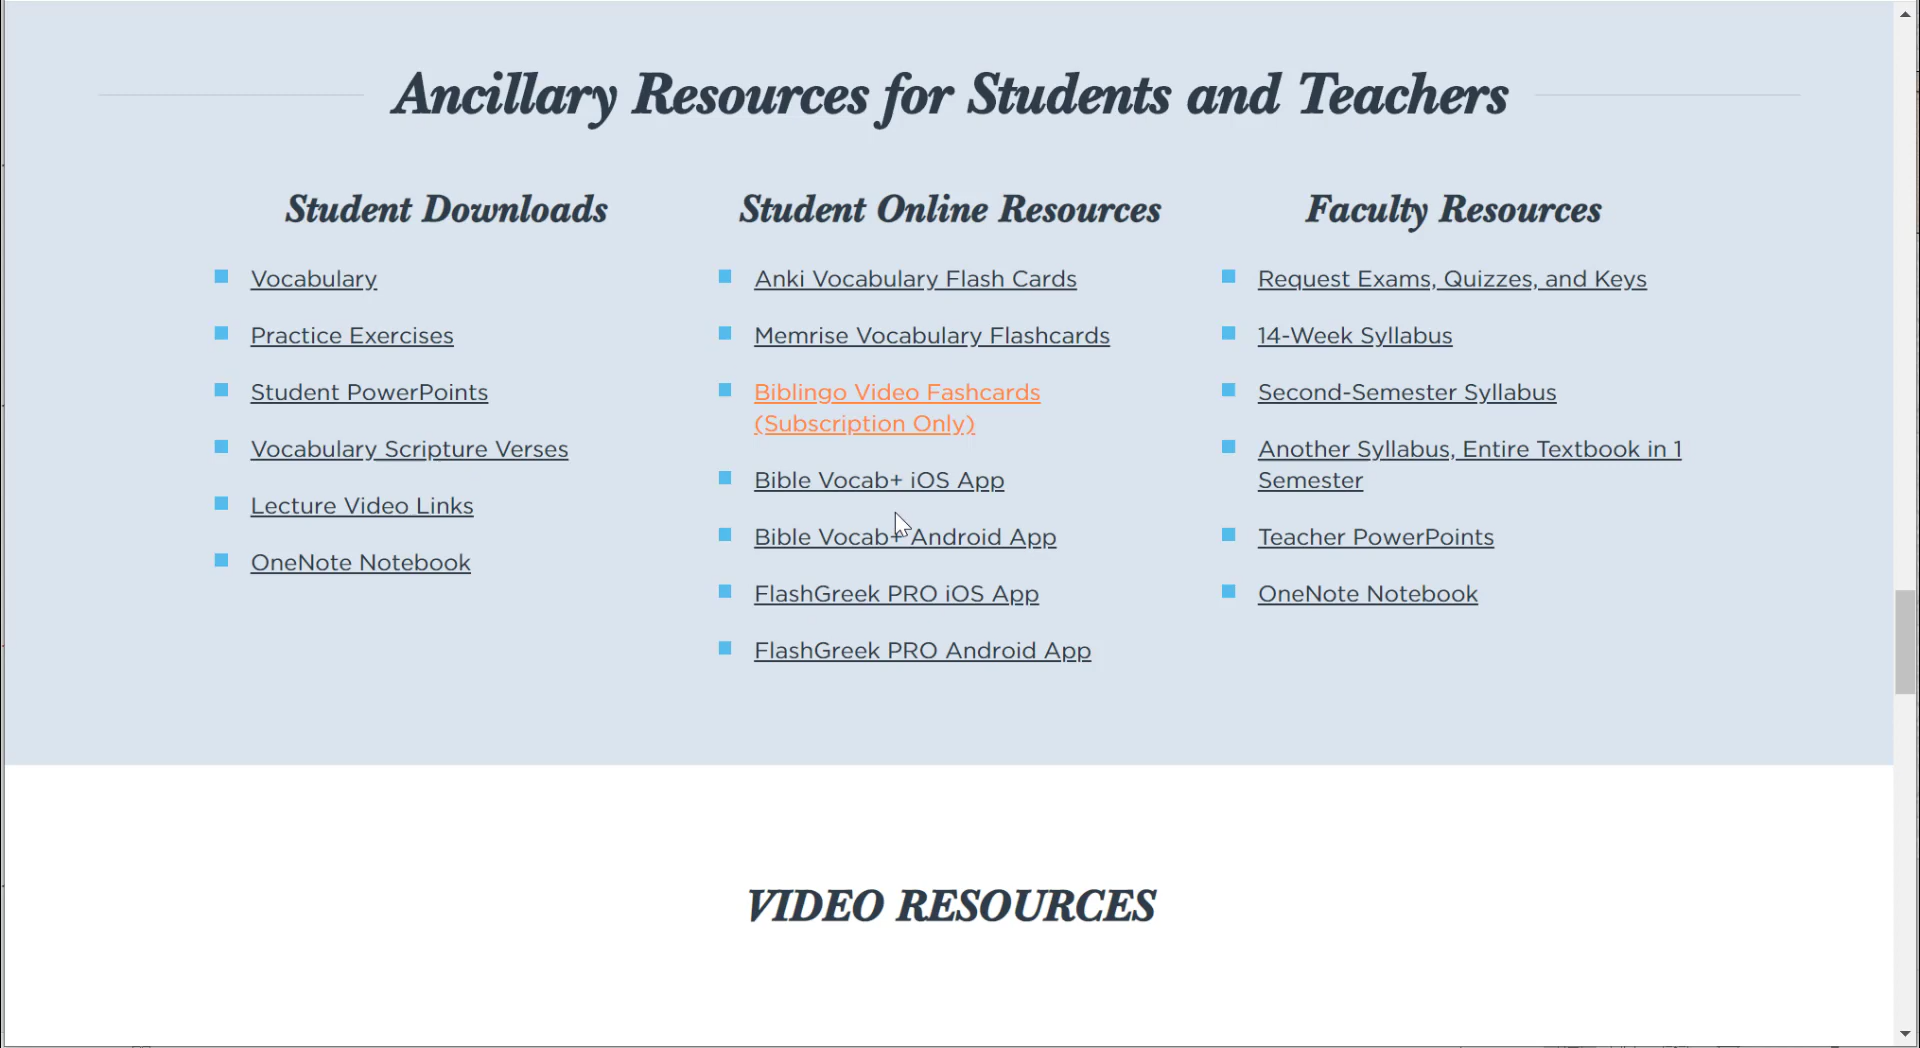 Ancillary Resources for Students and Teachers
Student Downloads
Vocabulary
Practice Exercises
Student PowerPoints
Vocabulary Scripture Verses
Lecture Video Links
OneNote Notebook
Student Online Resources
Anki Vocabulary Flash Cards
Memrise Vocabulary Flashcards
Biblingo Video Fashcards
(Subscription Only)
Bible Vocab+ iOS App
Bible Vocab+ Android App
FlashGreek PRO iOS App
FlashGreek PRO Android App
Faculty Resources
Request Exams, Quizzes, and Keys
14-Week Syllabus
Second-Semester Syllabus
Another Syllabus, Entire Textbook in 1
Semester
Teacher PowerPoints
OneNote Notebook
VIDEO RESOURCES